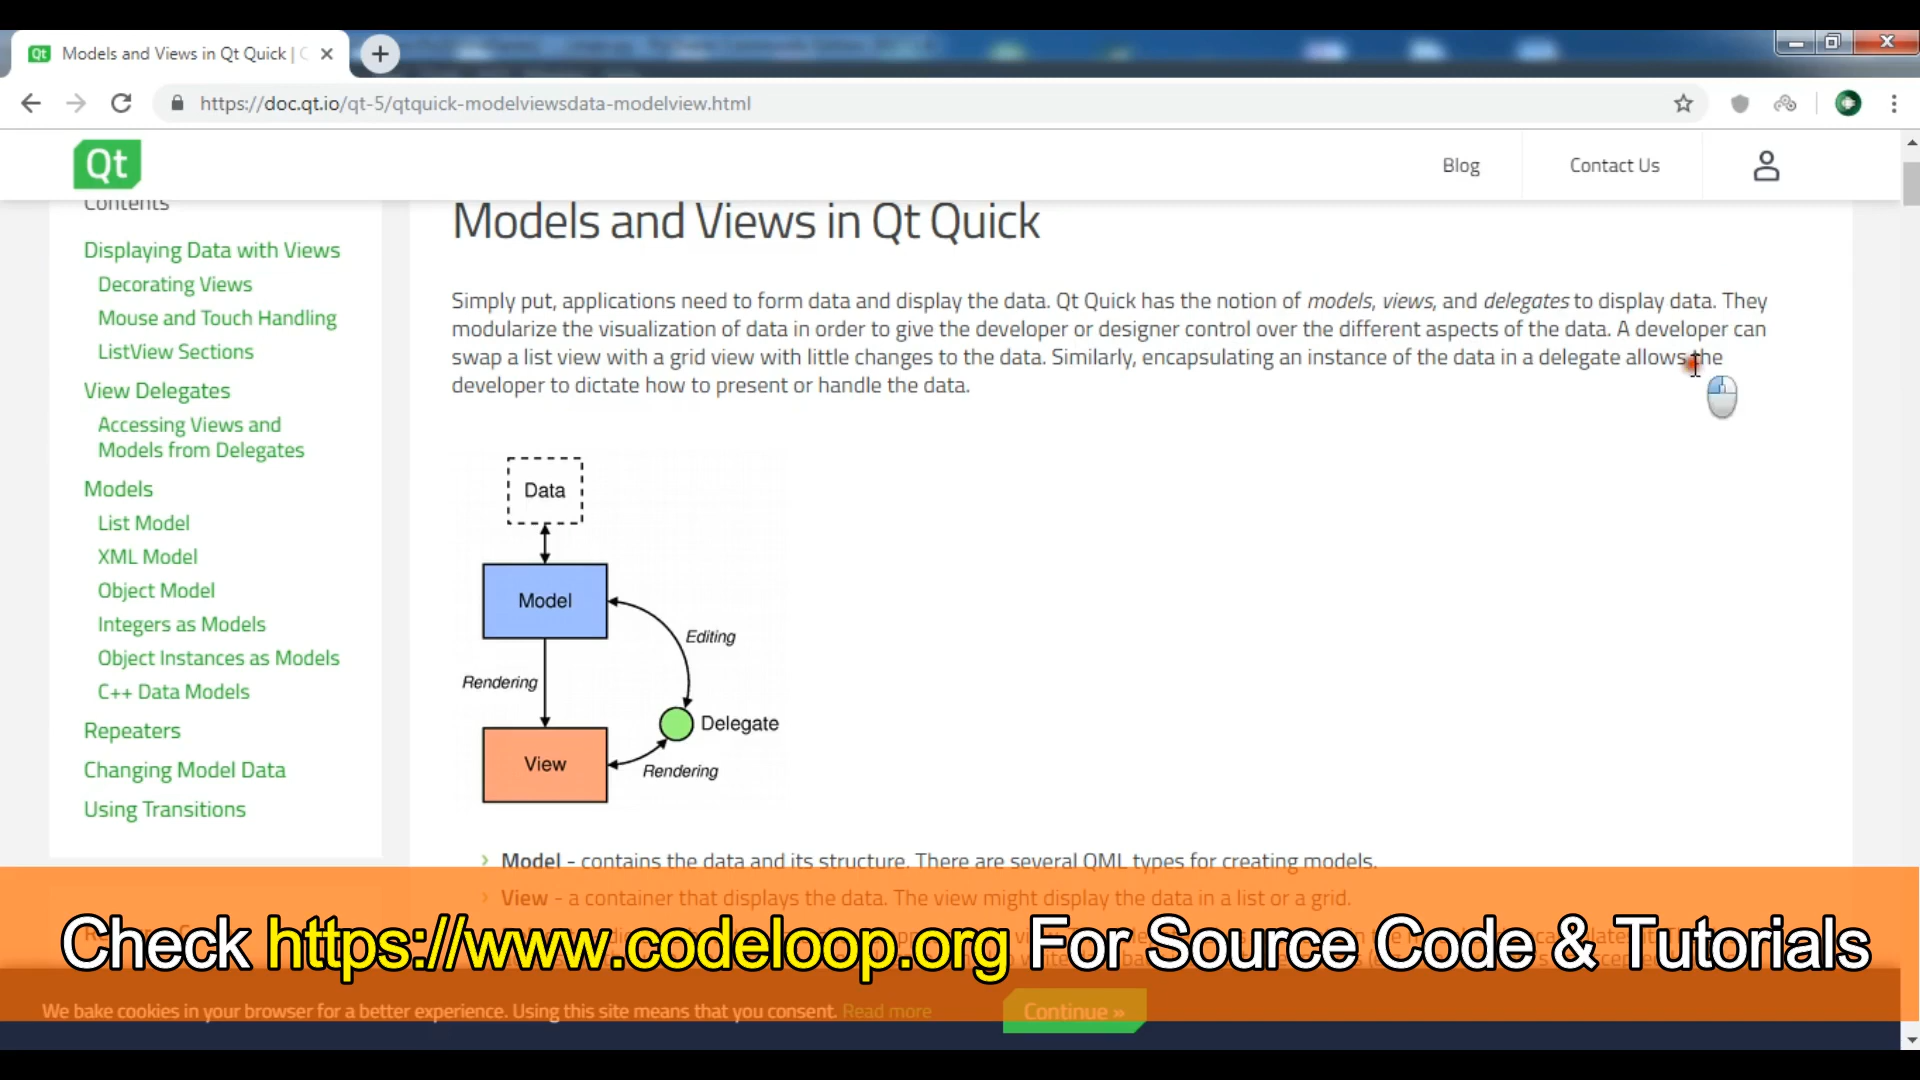 Models and Views in Qt Quick |
https://doc.qt.io/qt-5/qtquick-modelviewsdata-modelview.html
Qt
Blog
Contact Us
Contents
Displaying Data with Views
Decorating Views
Mouse and Touch Handling
ListView Sections
View Delegates
Accessing Views and
Models from Delegates
Models
List Model
XML Model
Object Model
Integers as Models
Object Instances as Models
C++ Data Models
Repeaters
Changing Model Data
Using Transitions
Models and Views in Qt Quick
Simply put, applications need to form data and display the data. Qt Quick has the notion of models, views, and delegates to display data. They
modularize the visualization of data in order to give the developer or designer control over the different aspects of the data. A developer can
swap a list view with a grid view with little changes to the data. Similarly, encapsulating an instance of the data in a delegate allows the
developer to dictate how to present or handle the data.
Data
Model
Editing
Rendering
Delegate
View
Rendering
Model - contains the data and its structure. There are several QML types for creating models.
View - a container that displays the data. The view might display the data in a list or a grid.
Check https://www.codeloop.org For Source Code & Tutorials
We bake cookies in your browser for a better experience. Using this site means that you consent. Read more
Continue »